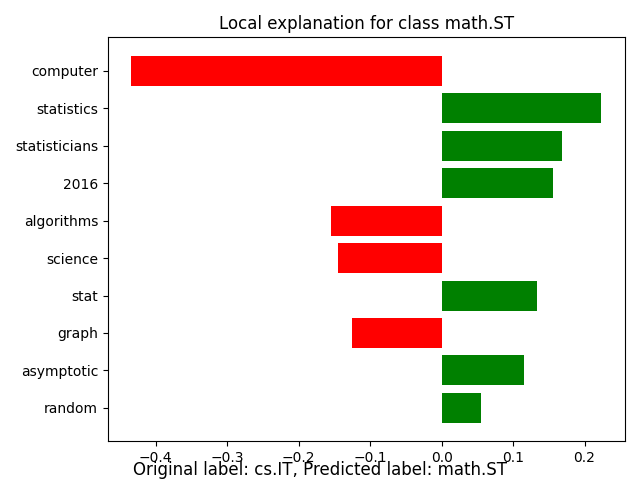 Local explanation for class math.ST
computer
statistics
statisticians
2016
algorithms
science
stat
graph
asymptotic
random
−0.4 −0.3 −0.2 −0.1 0.0 0.1 0.2
Original label: cs.IT, Predicted label: math.ST